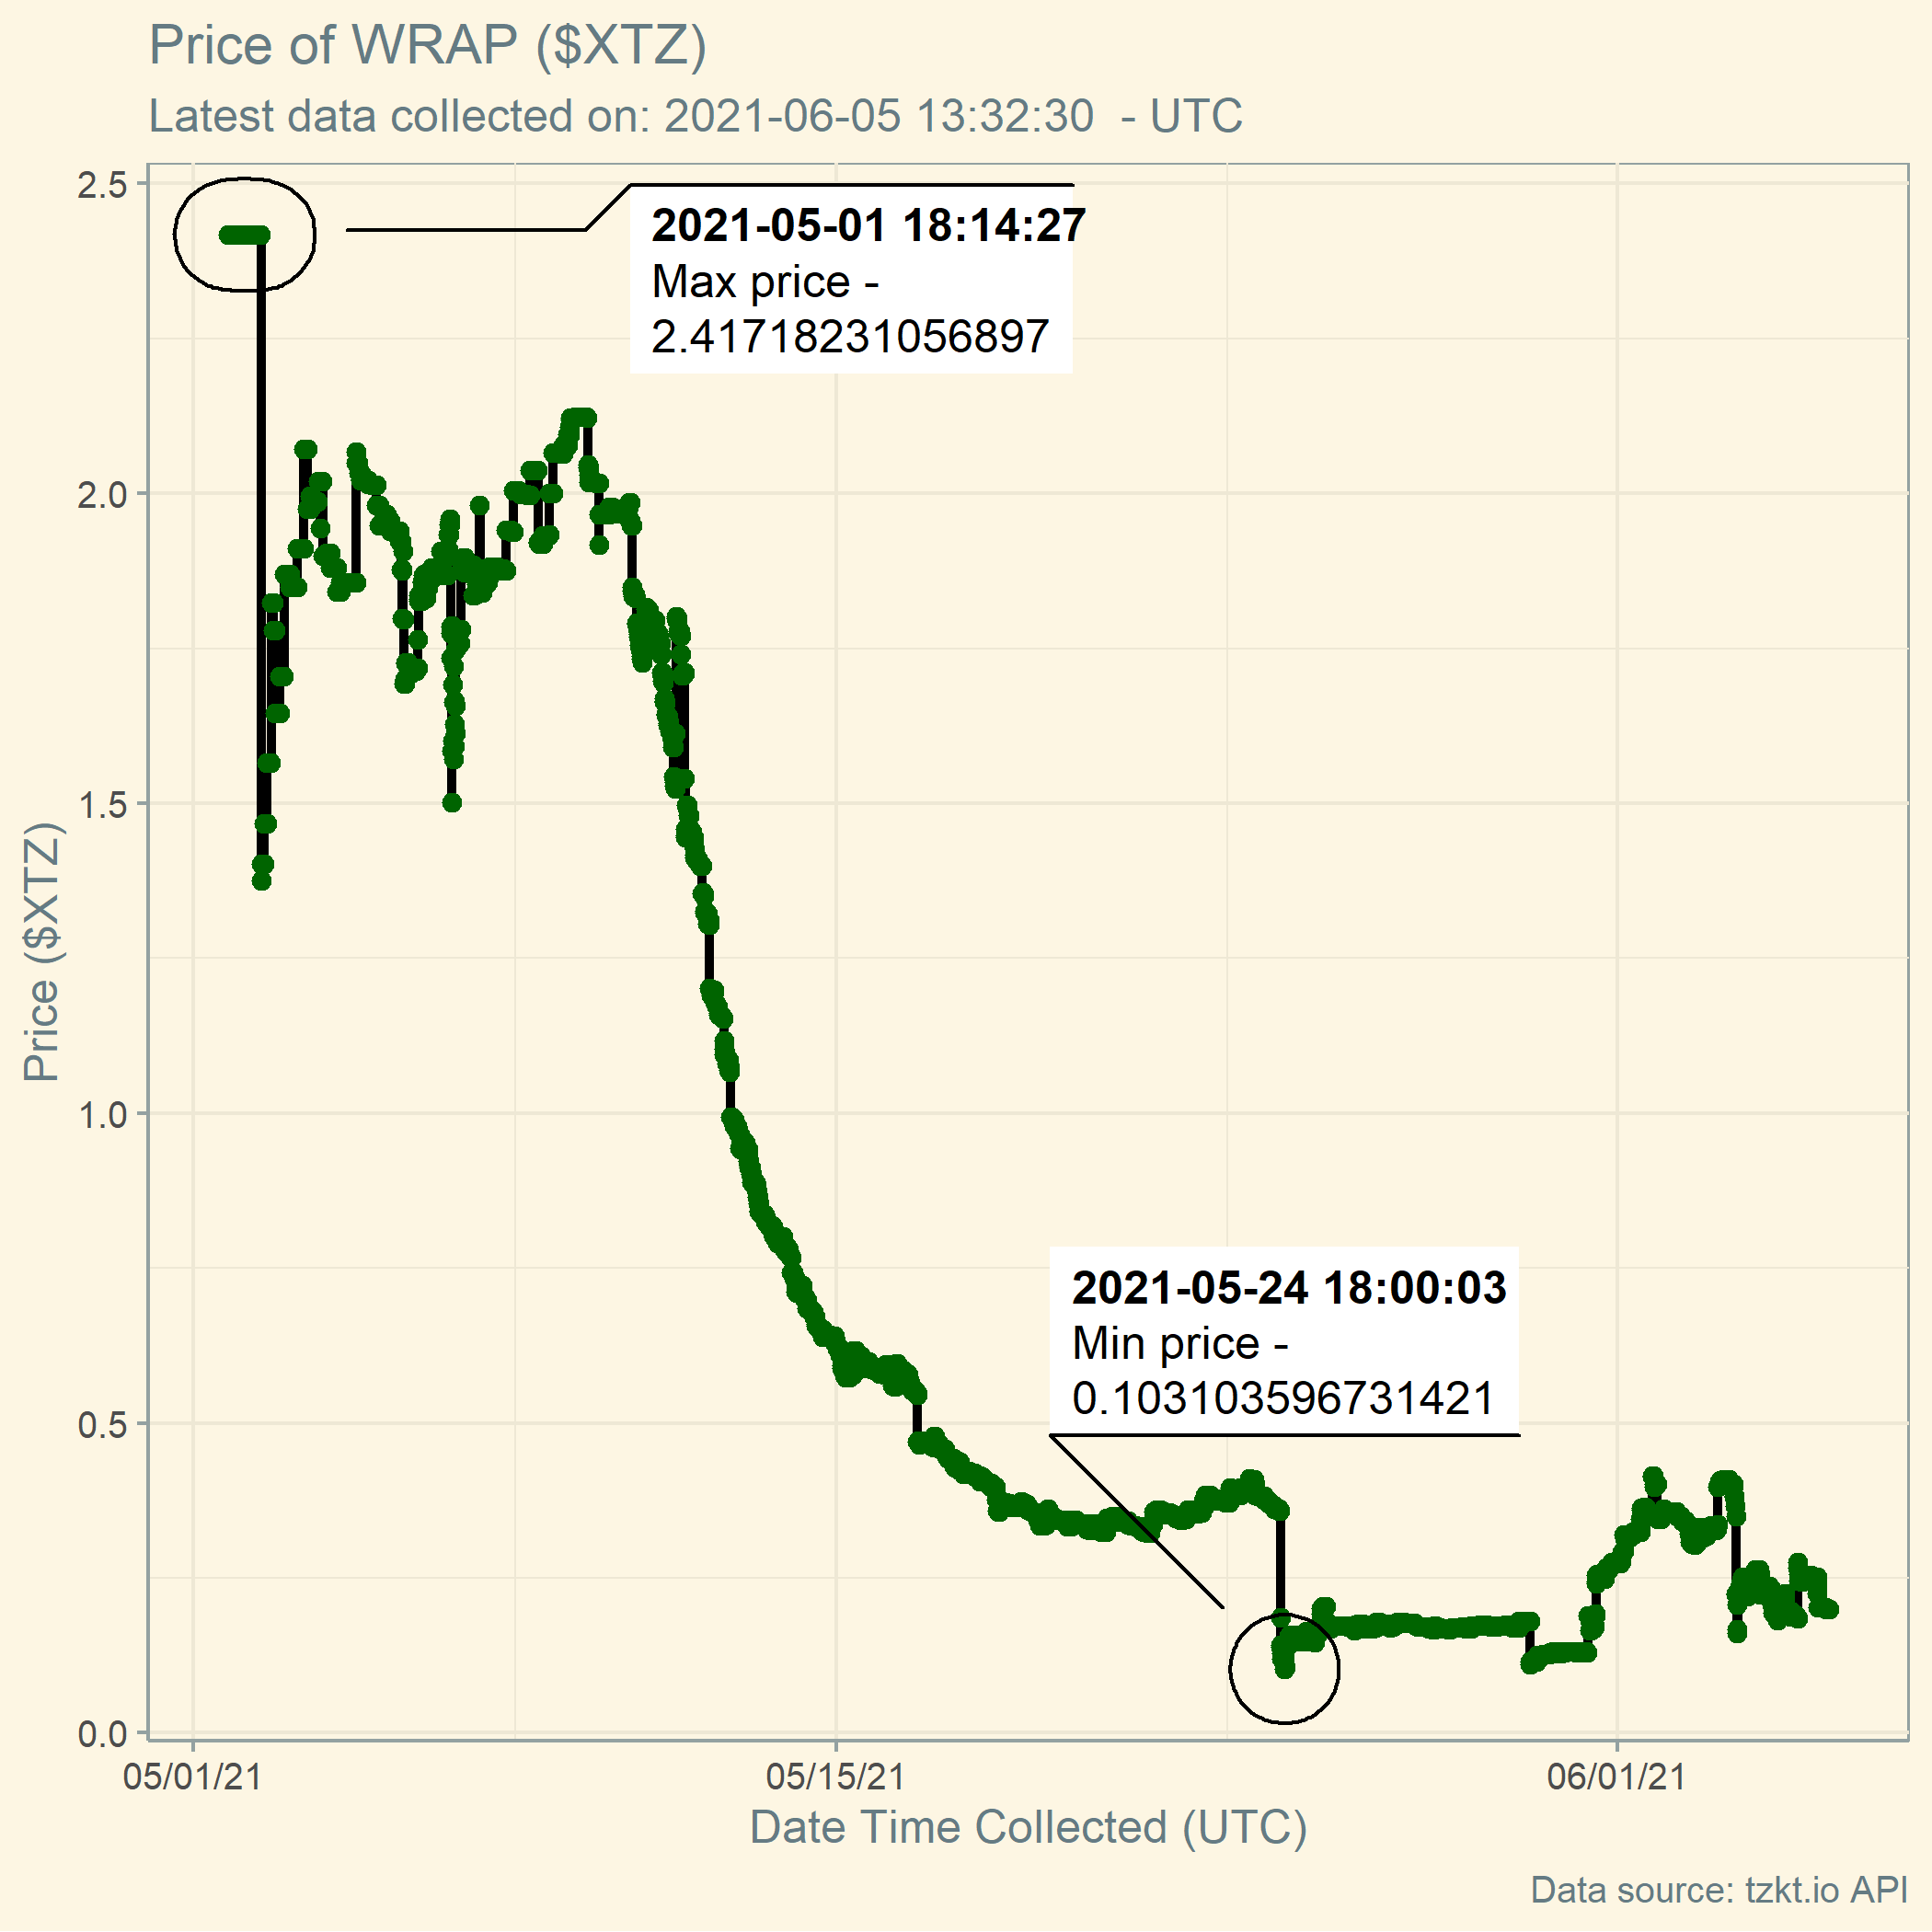 Price of WRAP ($XTZ)
Latest data collected on: 2021-06-05 13:32:30  - UTC
2.5
2.0
1.5
1.0
0.5
0.0
Price ($XTZ)
2021-05-01 18:14:27
Max price -
2.41718231056897
2021-05-24 18:00:03
Min price -
0.103103596731421
05/01/21
05/15/21
06/01/21
Date Time Collected (UTC)
Data source: tzkt.io API